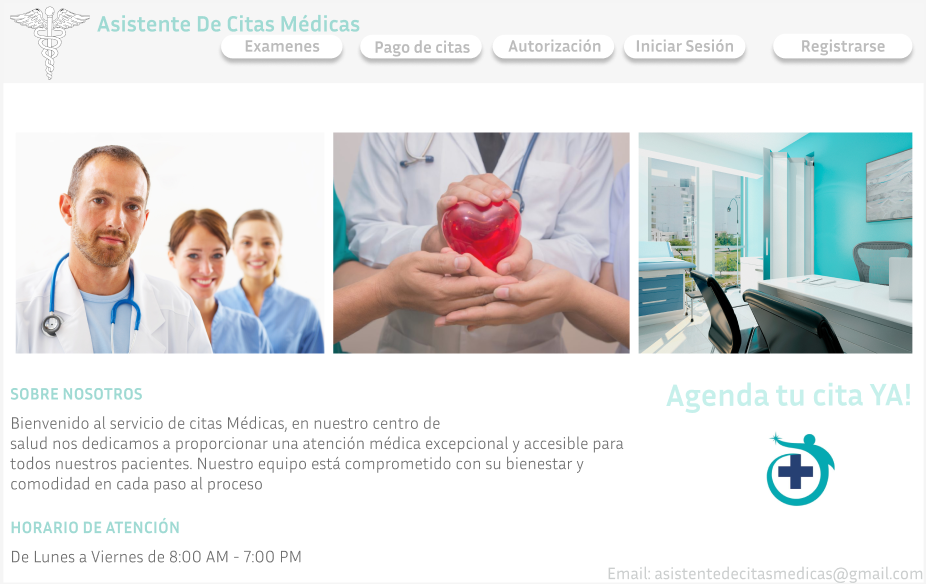 Asistente De Citas Médicas
Examenes
Pago de citas
Autorización
Iniciar Sesión
Registrarse
SOBRE NOSOTROS
Bienvenido al servicio de citas Médicas, en nuestro centro de
salud nos dedicamos a proporcionar una atención médica excepcional y accesible para
todos nuestros pacientes. Nuestro equipo está comprometido con su bienestar y
comodidad en cada paso al proceso
Agenda tu cita YA!
HORARIO DE ATENCIÓN
De Lunes a Viernes de 8:00 AM - 7:00 PM
Email: asistentedecitasmedicas@gmail.com